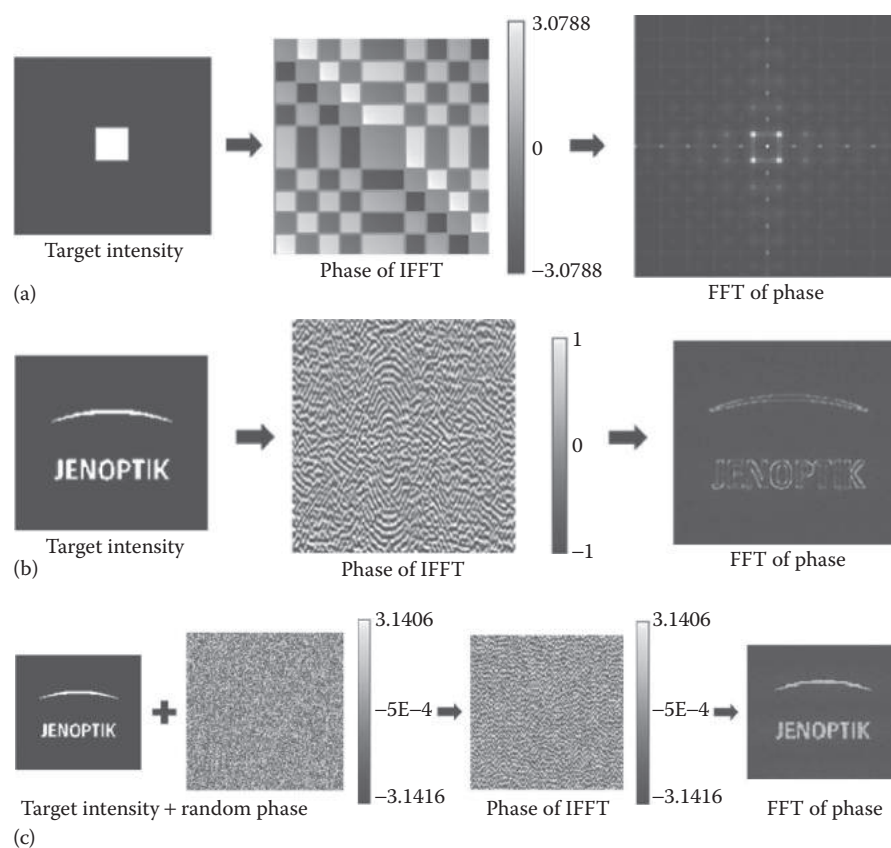 3.0788
0
−3.0788
Target intensity
Phase of IFFT
FFT of phase
(a)
JENOPTIK
1
0
−1
JENOPTIK
Target intensity
Phase of IFFT
FFT of phase
(b)
JENOPTIK
3.1406
−5E−4
−3.1416
3.1406
−5E−4
−3.1416
JENOPTIK
Target intensity + random phase
Phase of IFFT
FFT of phase
(c)